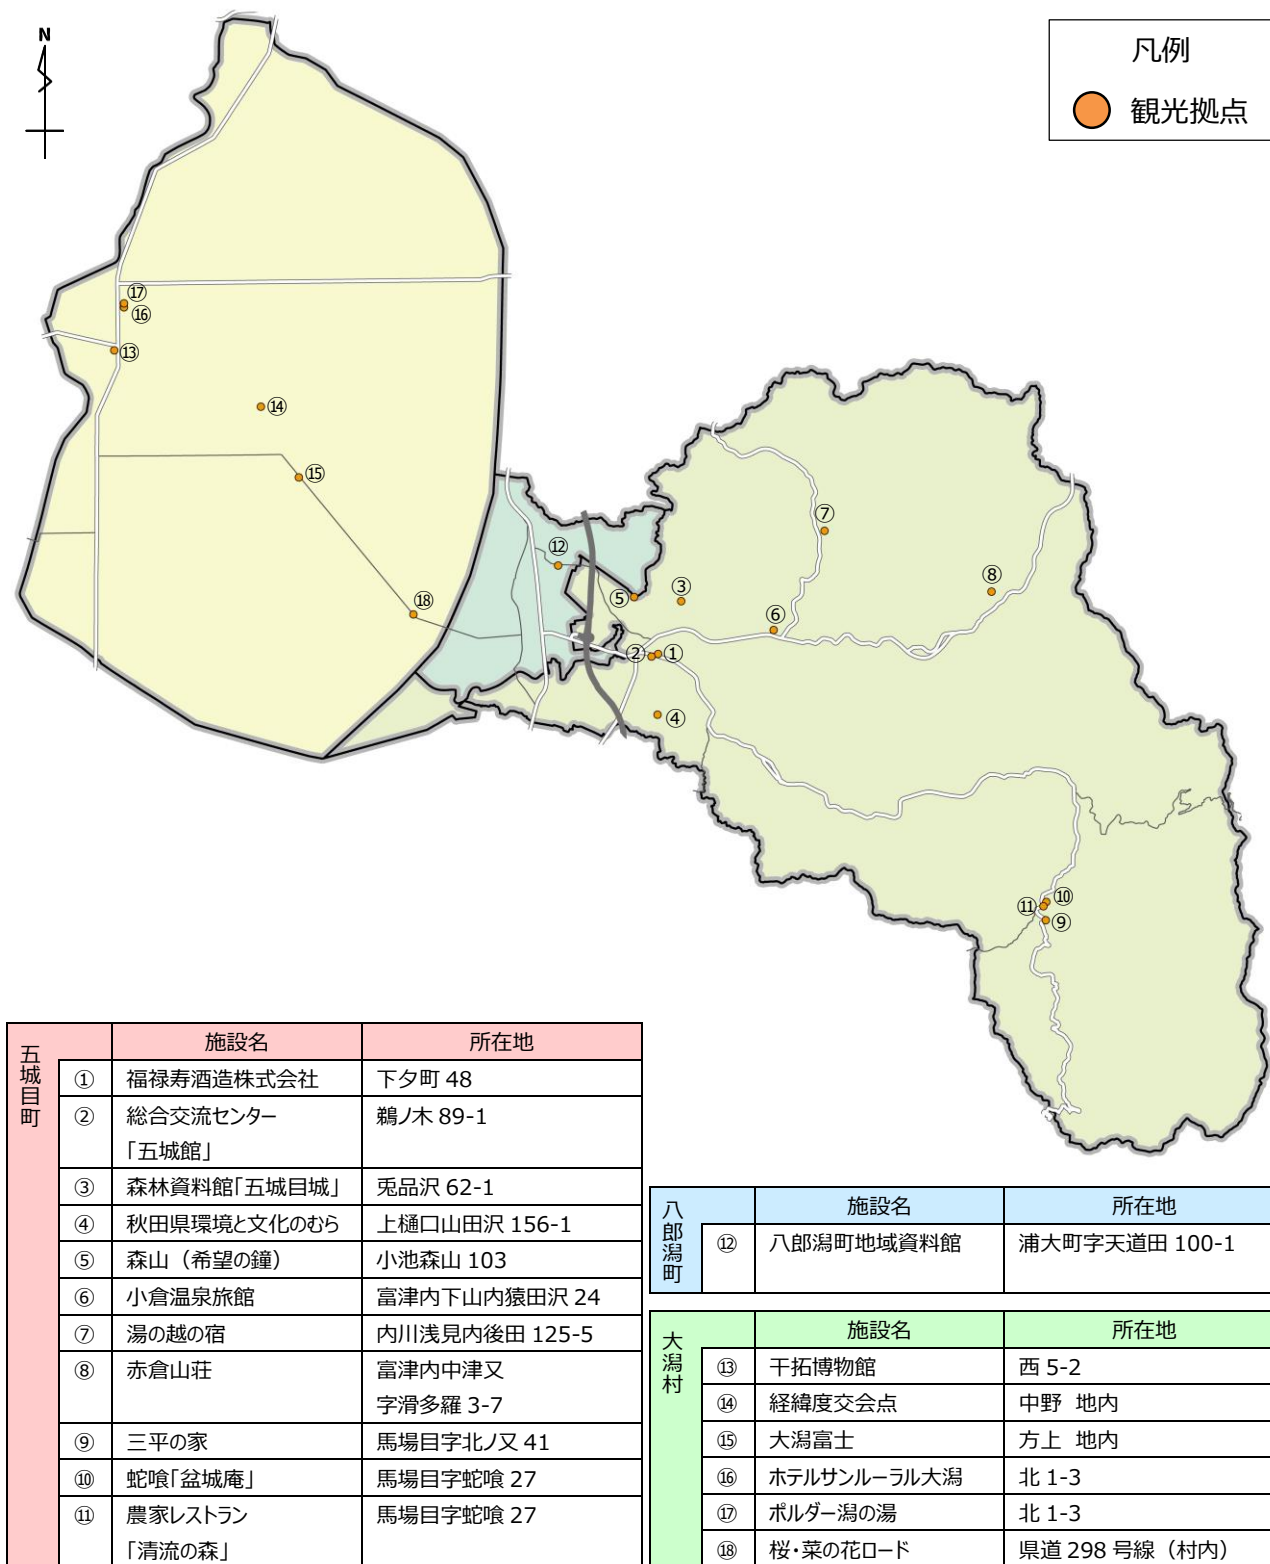 N
凡例
観光拠点
⑰
⑯
⑬
⑭
⑮
⑱
⑫
⑤
③
⑦
⑧
⑥
②
①
④
⑩
⑪
⑨
五城目町
施設名 所在地
① 福禄寿酒造株式会社 下夕町 48
② 総合交流センター 鵜ノ木 89-1
「五城館」
③ 森林資料館「五城目城」 兎品沢 62-1
④ 秋田県環境と文化のむら 上樋口山田沢 156-1
⑤ 森山（希望の鐘） 小池森山 103
⑥ 小倉温泉旅館 富津内下山内猿田沢 24
⑦ 湯の越の宿 内川浅見内後田 125-5
⑧ 赤倉山荘 富津内中津又
字滑多羅 3-7
⑨ 三平の家 馬場目字北ノ又 41
⑩ 蛇喰「盆城庵」 馬場目字蛇喰 27
⑪ 農家レストラン 馬場目字蛇喰 27
「清流の森」
八郎潟町
施設名 所在地
⑫ 八郎潟町地域資料館 浦大町字天道田 100-1
大潟村
施設名 所在地
⑬ 干拓博物館 西 5-2
⑭ 経緯度交会点 中野 地内
⑮ 大潟富士 方上 地内
⑯ ホテルサンルーラル大潟 北 1-3
⑰ ポルダー潟の湯 北 1-3
⑱ 桜・菜の花ロード 県道 298 号線（村内）